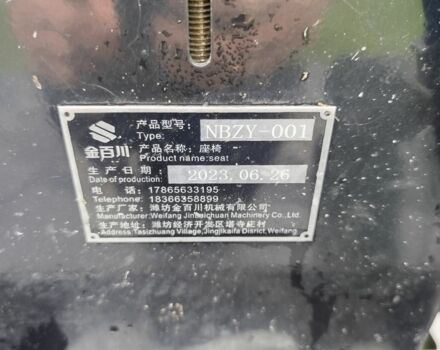 产品型号: NBZY-001
Type:
金百川
产品名称: 座椅
Product name:seat
生产日期: 2023.06.26
Date of production:
电 话: 17865633195
Telephone: 18366358899
生产厂家: 潍坊金百川机械有限公司
Manufacturer:Weifang Jinbaichuan Machinery Co.,Ltd.
生产地址: 潍坊经济开发区塔寺庄村
Address:Tasizhuang Village,Jingjikaifa District,Weifang